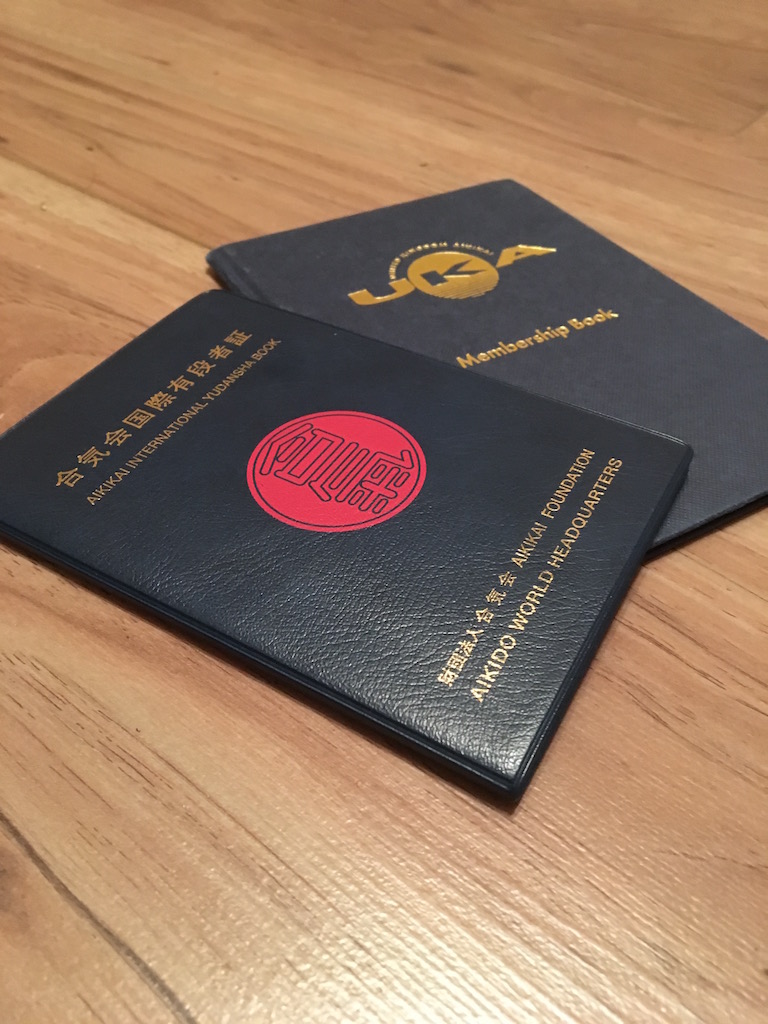 合気会国際有段者証
AIKIKAI INTERNATIONAL YUDANSHA BOOK
財団法人 合気会 AIKIKAI FOUNDATION
AIKIDO WORLD HEADQUARTERS
UKA
Membership Book